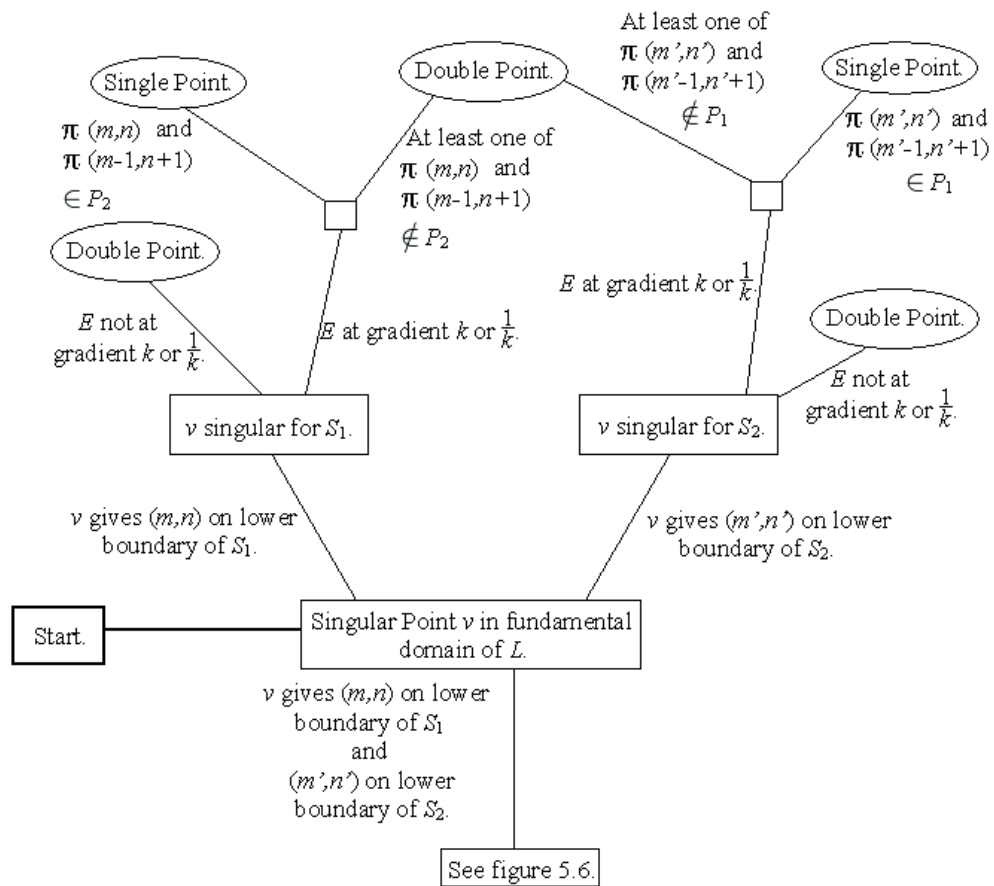 At least one of
π (m',n') and
π (m'-1,n'+1)
∉ P₁
Single Point.
Double Point.
Single Point.
π (m,n) and
π (m-1,n+1)
∈ P₂
At least one of
π (m,n) and
π (m-1,n+1)
∉ P₂
π (m',n') and
π (m'-1,n'+1)
∈ P₁
Double Point.
E not at
gradient k or 1/k.
E at gradient k or 1/k.
E at gradient k or 1/k.
Double Point.
E not at
gradient k or 1/k.
v singular for S₁.
v singular for S₂.
v gives (m,n) on lower
boundary of S₁.
v gives (m',n') on lower
boundary of S₂.
Start.
Singular Point v in fundamental
domain of L.
v gives (m,n) on lower
boundary of S₁
and
(m',n') on lower
boundary of S₂.
See figure 5.6.